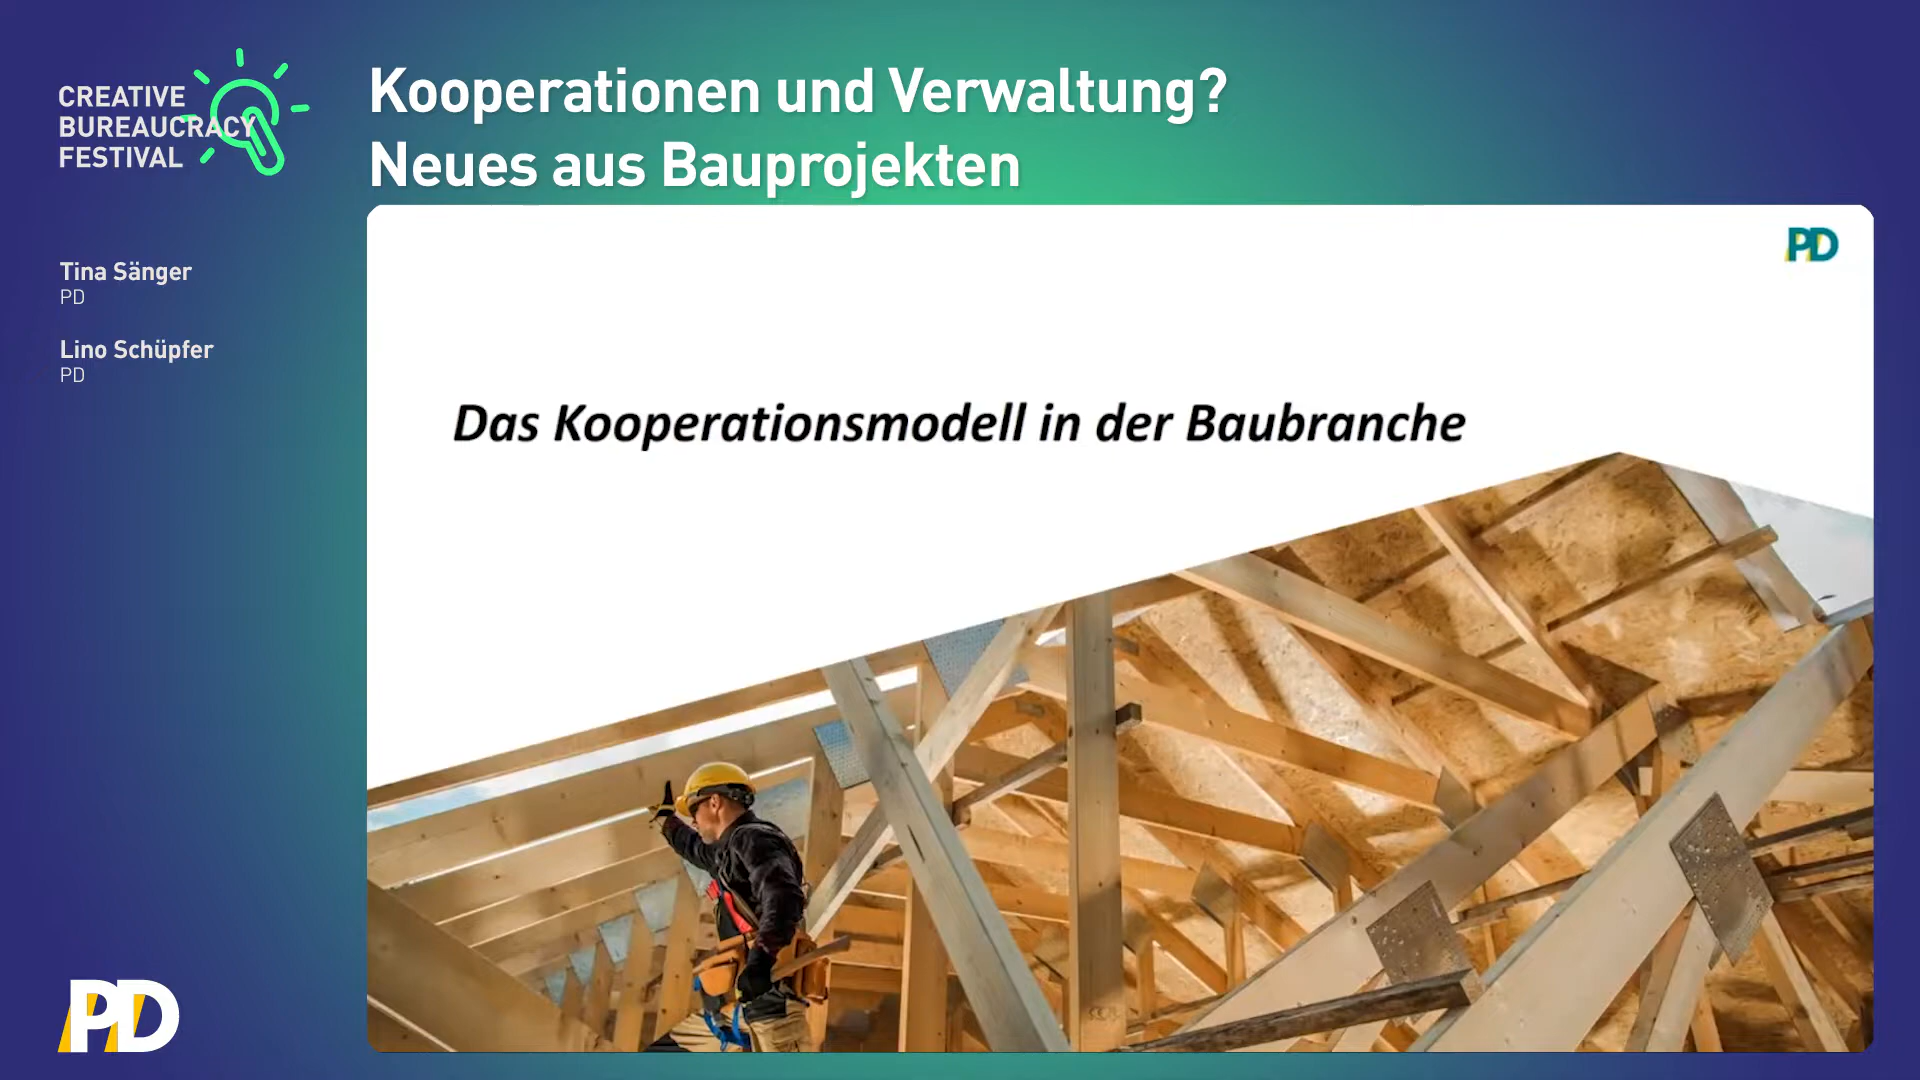 CREATIVE
BUREAUCRACY
FESTIVAL
Kooperationen und Verwaltung?
Neues aus Bauprojekten
Tina Sänger
PD
Lino Schüpfer
PD
PD
Das Kooperationsmodell in der Baubranche
PD